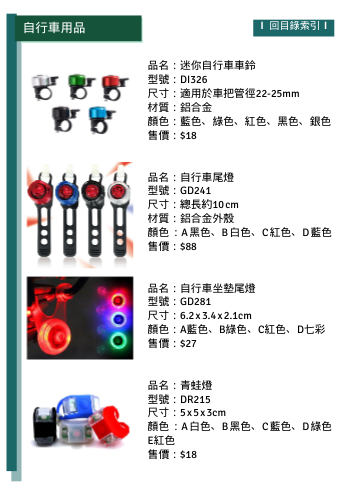 自行車用品
I 回目錄索引 I
品名：迷你自行車車鈴
型號：DI326
尺寸：適用於車把管徑22-25mm
材質：鋁合金
顏色：藍色、綠色、紅色、黑色、銀色
售價：$18
品名：自行車尾燈
型號：GD241
尺寸：總長約10cm
材質：鋁合金外殼
顏色：A黑色、B白色、C紅色、D藍色
售價：$88
品名：自行車坐墊尾燈
型號：GD281
尺寸：6.2x3.4x2.1cm
顏色：A藍色、B綠色、C紅色、D七彩
售價：$27
品名：青蛙燈
型號：DR215
尺寸：5x5x3cm
顏色：A白色、B黑色、C藍色、D綠色
E紅色
售價：$18